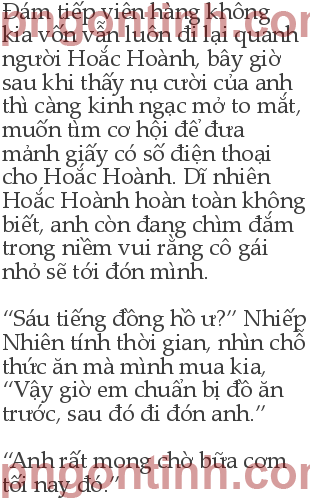 Đám tiếp viên hàng không
kia vốn vẫn luôn đi lại quanh
người Hoắc Hoành, bây giờ
sau khi thấy nụ cười của anh
thì càng kinh ngạc mở to mắt,
muốn tìm cơ hội để đưa
mảnh giấy có số điện thoại
cho Hoắc Hoành. Dĩ nhiên
Hoắc Hoành hoàn toàn không
biết, anh còn đang chìm đắm
trong niềm vui rằng cô gái
nhỏ sẽ tới đón mình.
“Sáu tiếng đồng hồ ư?” Nhiếp
Nhiên tính thời gian, nhìn chỗ
thức ăn mà mình mua kia,
“Vậy giờ em chuẩn bị đồ ăn
trước, sau đó đi đón anh.”
“Anh rất mong chờ bữa cơm
tối nay đó.”
pngontinh.com
pngontinh.com